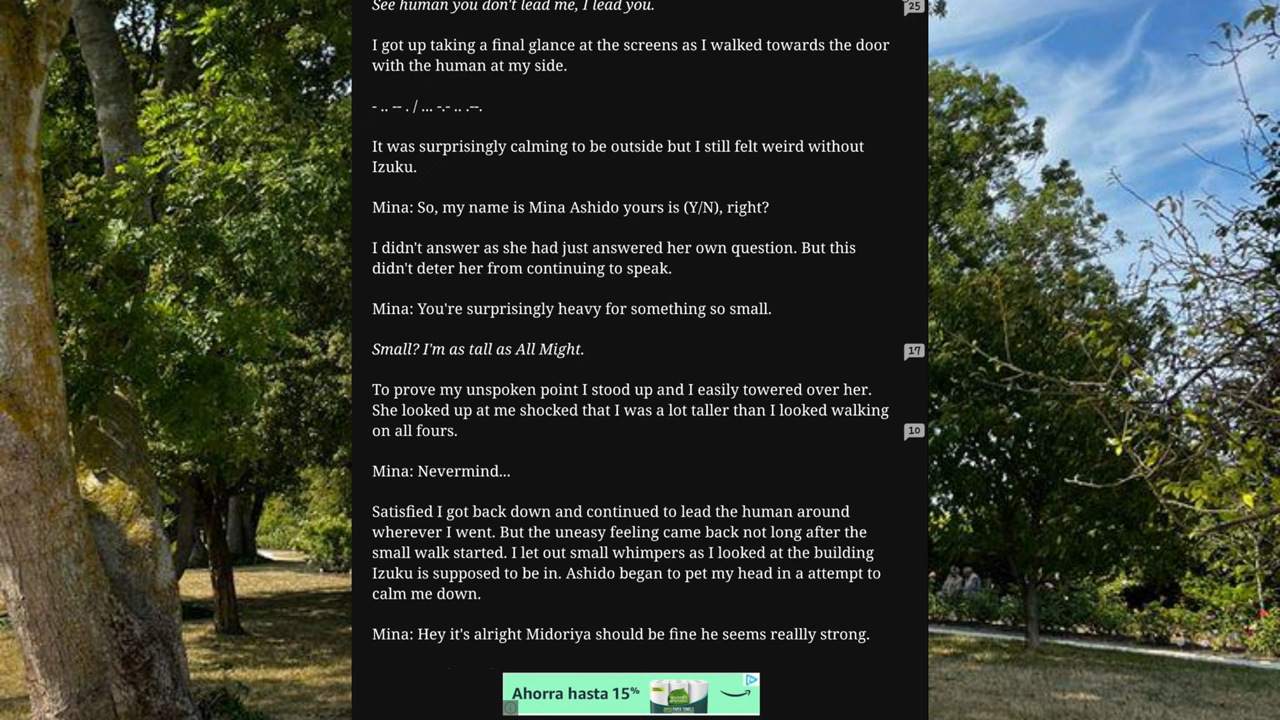 See human you don't lead me, I lead you.
25
I got up taking a final glance at the screens as I walked towards the door
with the human at my side.
- .. -- . / ... -.- .. .--.
It was surprisingly calming to be outside but I still felt weird without
Izuku.
Mina: So, my name is Mina Ashido yours is (Y/N), right?
I didn't answer as she had just answered her own question. But this
didn't deter her from continuing to speak.
Mina: You're surprisingly heavy for something so small.
Small? I'm as tall as All Might.
17
To prove my unspoken point I stood up and I easily towered over her.
She looked up at me shocked that I was a lot taller than I looked walking
on all fours.
10
Mina: Nevermind...
Satisfied I got back down and continued to lead the human around
wherever I went. But the uneasy feeling came back not long after the
small walk started. I let out small whimpers as I looked at the building
Izuku is supposed to be in. Ashido began to pet my head in a attempt to
calm me down.
Mina: Hey it's alright Midoriya should be fine he seems reallly strong.
Ahorra hasta 15%